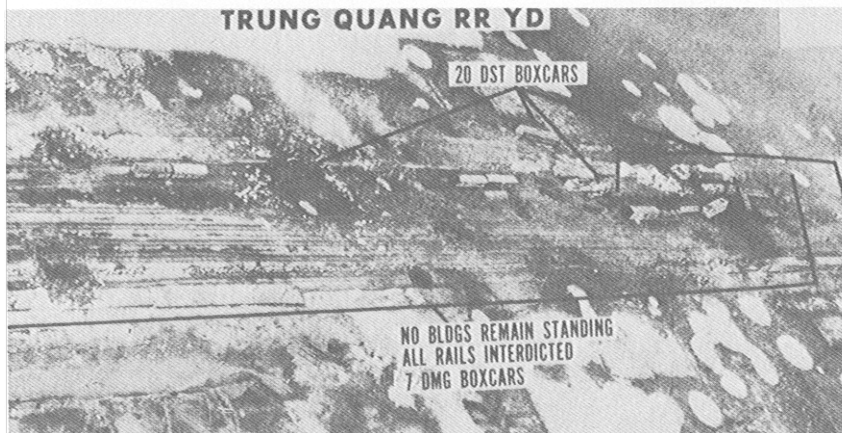 TRUNG QUANG RR YD
20 DST BOXCARS
NO BLDGS REMAIN STANDING
ALL RAILS INTERDICTED
7 DMG BOXCARS